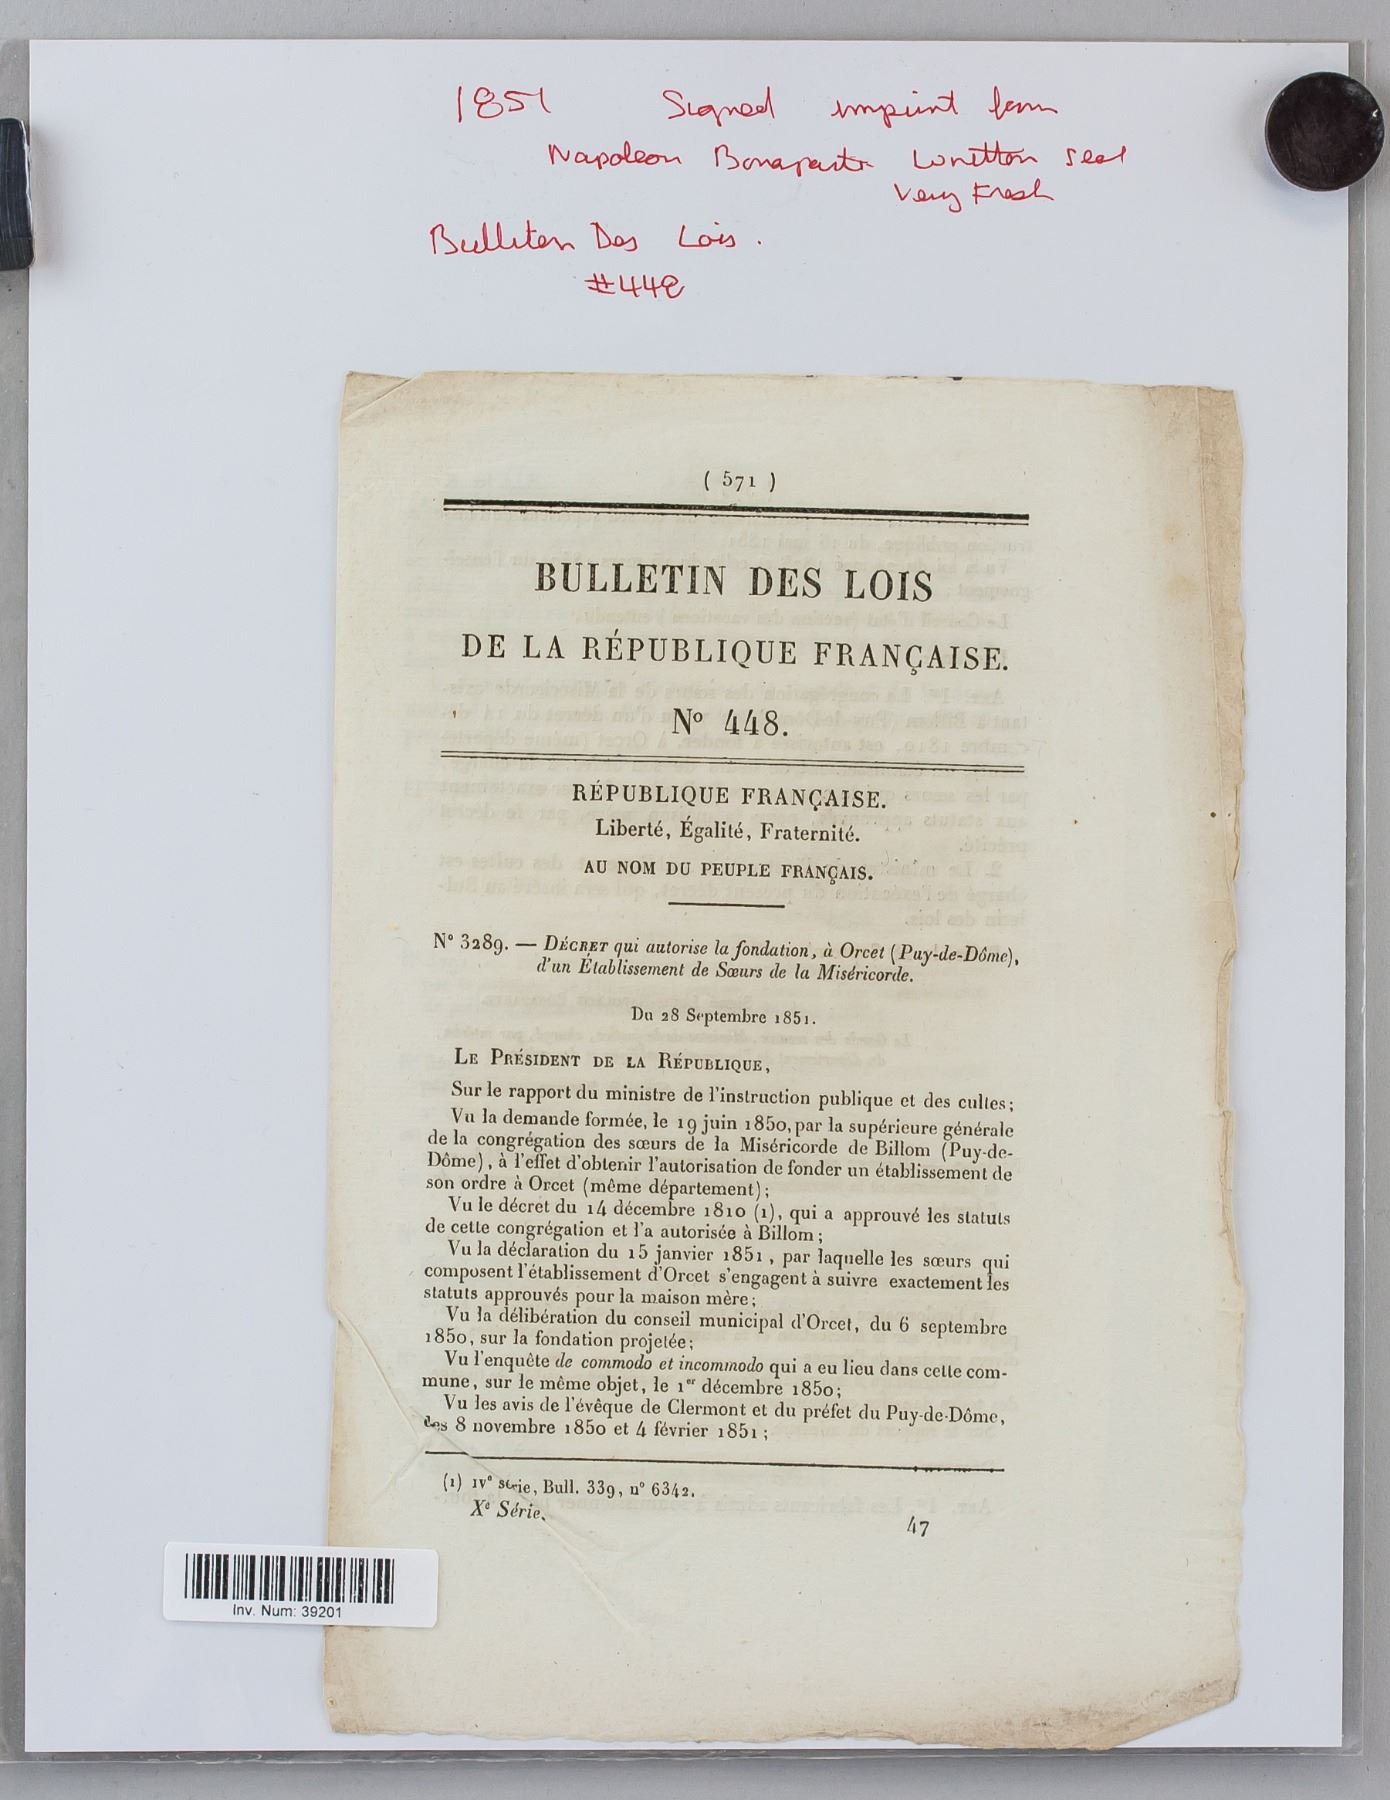 1851 Signed imprint from
Napoleon Bonaparte written seal
Very Fresh
Bulleten Des Lois.
#448
( 571 )
BULLETIN DES LOIS
DE LA RÉPUBLIQUE FRANÇAISE.
N° 448.
RÉPUBLIQUE FRANÇAISE.
Liberté, Égalité, Fraternité.
AU NOM DU PEUPLE FRANÇAIS.
N° 3289. — DÉCRET qui autorise la fondation, à Orcet (Puy-de-Dôme),
d'un Établissement de Sœurs de la Miséricorde.
Du 28 Septembre 1851.
LE PRÉSIDENT DE LA RÉPUBLIQUE,
Sur le rapport du ministre de l'instruction publique et des cultes;
Vu la demande formée, le 19 juin 1850, par la supérieure générale
de la congrégation des sœurs de la Miséricorde de Billom (Puy-de-
Dôme), à l'effet d'obtenir l'autorisation de fonder un établissement de
son ordre à Orcet (même département);
Vu le décret du 14 décembre 1810 (1), qui a approuvé les statuts
de cette congrégation et l'a autorisée à Billom;
Vu la déclaration du 15 janvier 1851, par laquelle les sœurs qui
composent l'établissement d'Orcet s'engagent à suivre exactement les
statuts approuvés pour la maison mère;
Vu la délibération du conseil municipal d'Orcet, du 6 septembre
1850, sur la fondation projetée;
Vu l'enquête de commodo et incommodo qui a eu lieu dans cette com-
mune, sur le même objet, le 1er décembre 1850;
Vu les avis de l'évêque de Clermont et du préfet du Puy-de-Dôme,
des 8 novembre 1850 et 4 février 1851;
(1) IVe série, Bull. 339, n° 6342.
Xe Série.
47
Inv. Num: 39201